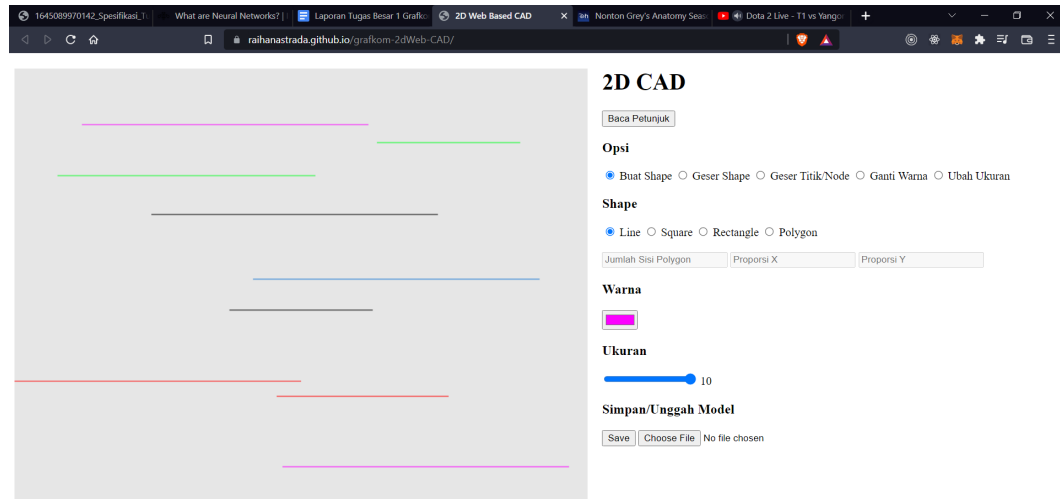 1645089970142_Spesifikasi_Tu
What are Neural Networks? | I
Laporan Tugas Besar 1 Grafko
2D Web Based CAD
Nonton Grey's Anatomy Seas
Dota 2 Live - T1 vs Yangon
raihanastrada.github.io/grafkom-2dWeb-CAD/
2D CAD
Baca Petunjuk
Opsi
Buat Shape Geser Shape Geser Titik/Node Ganti Warna Ubah Ukuran
Shape
Line Square Rectangle Polygon
Jumlah Sisi Polygon Proporsi X Proporsi Y
Warna
Ukuran
10
Simpan/Unggah Model
Save Choose File No file chosen